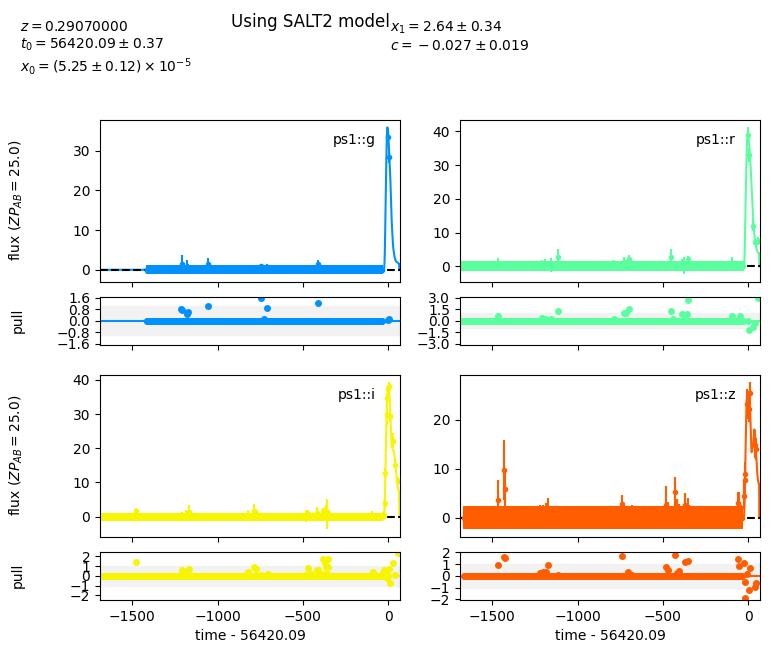 Using SALT2 model
z = 0.29070000
t0 = 56420.09 ± 0.37
x0 = (5.25 ± 0.12) × 10^−5
x1 = 2.64 ± 0.34
c = −0.027 ± 0.019
flux (ZP_AB = 25.0)
30
20
10
0
ps1::g
40
30
20
10
0
ps1::r
pull
1.6
0.8
0.0
−0.8
−1.6
3.0
1.5
0.0
−1.5
−3.0
flux (ZP_AB = 25.0)
40
30
20
10
0
ps1::i
20
10
0
ps1::z
pull
2
1
0
−1
−2
2
1
0
−1
−2
−1500 −1000 −500 0
time - 56420.09
−1500 −1000 −500 0
time - 56420.09